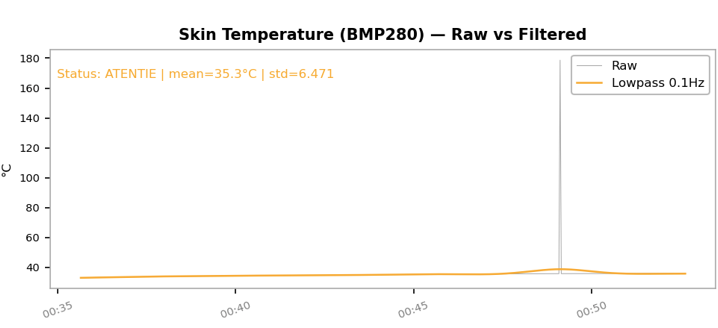 Skin Temperature (BMP280) — Raw vs Filtered
Status: ATENTIE | mean=35.3°C | std=6.471
Raw
Lowpass 0.1Hz
°C
180
160
140
120
100
80
60
40
00:35
00:40
00:45
00:50